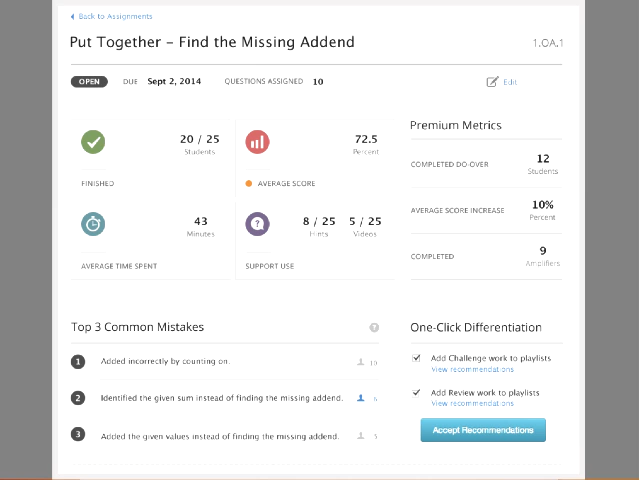 Back to Assignments
Put Together – Find the Missing Addend
1.OA.1
OPEN DUE Sept 2, 2014 QUESTIONS ASSIGNED 10 Edit
20 / 25
Students
FINISHED
72.5
Percent
AVERAGE SCORE
43
Minutes
AVERAGE TIME SPENT
8 / 25 5 / 25
Hints Videos
SUPPORT USE
Premium Metrics
COMPLETED DO-OVER
12
Students
AVERAGE SCORE INCREASE
10%
Percent
COMPLETED
9
Amplifiers
Top 3 Common Mistakes ?
1 Added incorrectly by counting on. 10
2 Identified the given sum instead of finding the missing addend. 6
3 Added the given values instead of finding the missing addend.
One-Click Differentiation
Add Challenge work to playlists
View recommendations
Add Review work to playlists
View recommendations
Accept Recommendations